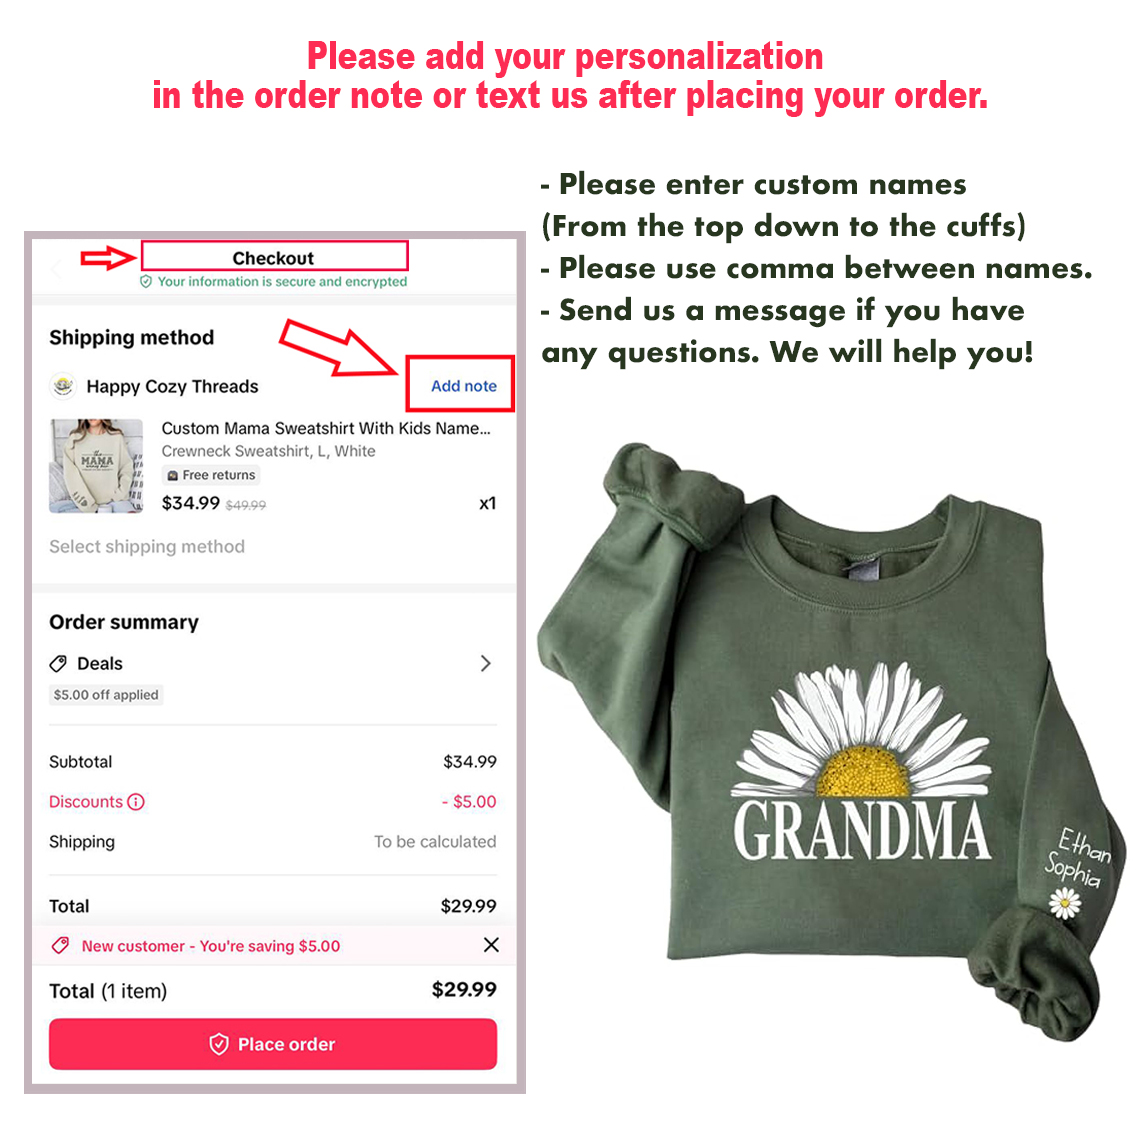 Please add your personalization
in the order note or text us after placing your order.
- Please enter custom names
(From the top down to the cuffs)
- Please use comma between names.
- Send us a message if you have
any questions. We will help you!
Checkout
Your information is secure and encrypted
Shipping method
Happy Cozy Threads
Add note
Custom Mama Sweatshirt With Kids Name...
Crewneck Sweatshirt, L, White
Free returns
$34.99 $49.99
x1
MAMA
Select shipping method
Order summary
Deals
$5.00 off applied
Subtotal
$34.99
Discounts
- $5.00
Shipping
To be calculated
Total
$29.99
New customer - You're saving $5.00
Total (1 item)
$29.99
Place order
GRANDMA
Ethan
Sophia